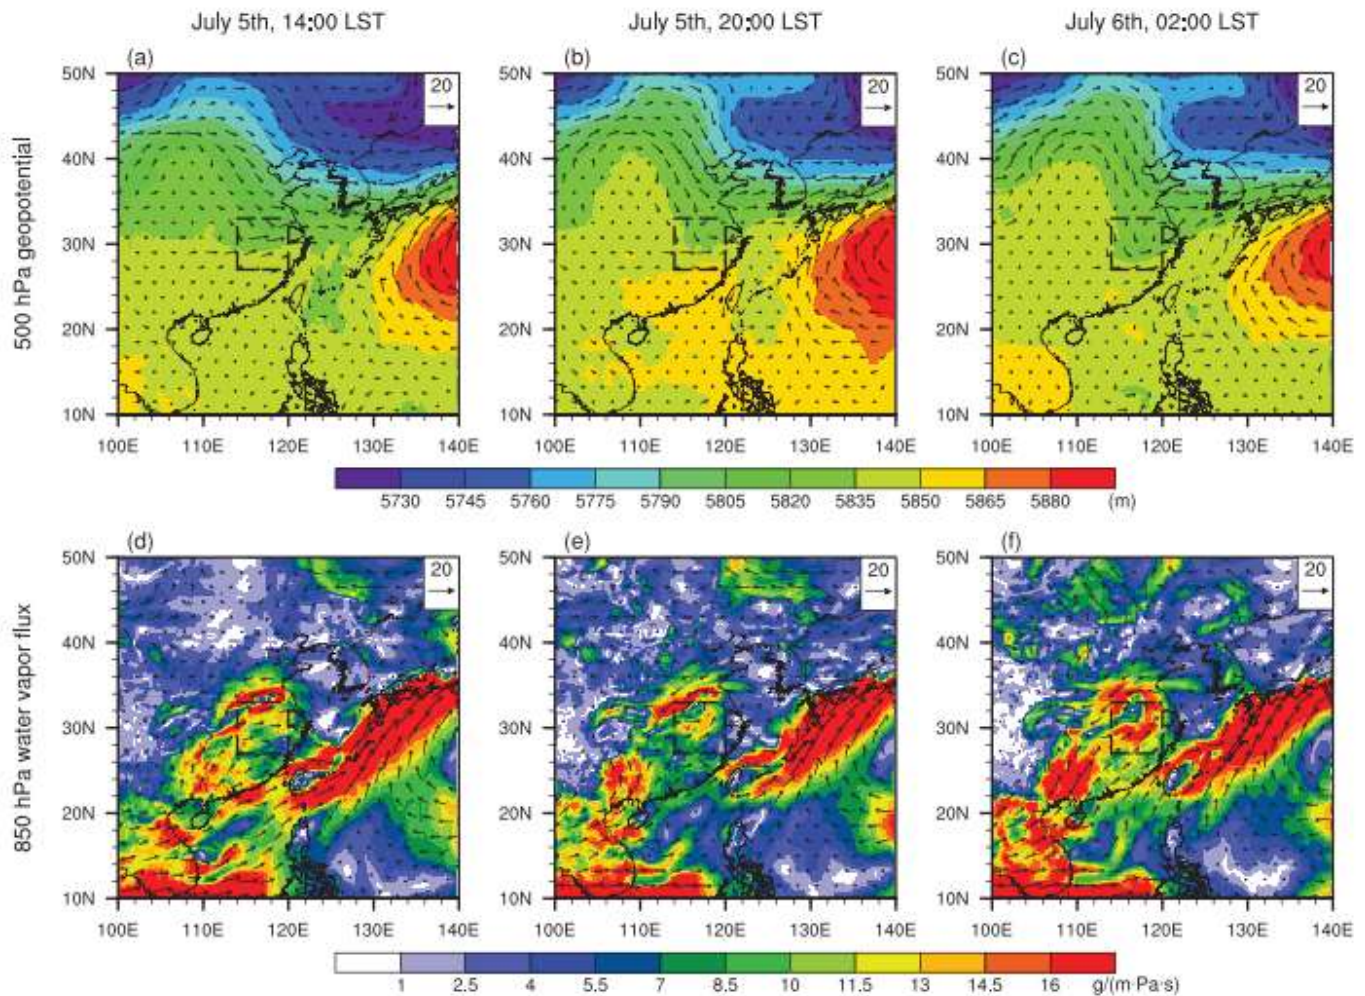 July 5th, 14:00 LST July 5th, 20:00 LST July 6th, 02:00 LST
(a) (b) (c)
500 hPa geopotential
50N 50N 50N
20 20 20
40N 40N 40N
30N 30N 30N
20N 20N 20N
10N 10N 10N
100E 110E 120E 130E 140E 100E 110E 120E 130E 140E 100E 110E 120E 130E 140E
5730 5745 5760 5775 5790 5805 5820 5835 5850 5865 5880 (m)
(d) (e) (f)
850 hPa water vapor flux
50N 50N 50N
20 20 20
40N 40N 40N
30N 30N 30N
20N 20N 20N
10N 10N 10N
100E 110E 120E 130E 140E 100E 110E 120E 130E 140E 100E 110E 120E 130E 140E
1 2.5 4 5.5 7 8.5 10 11.5 13 14.5 16 g/(m·Pa·s)